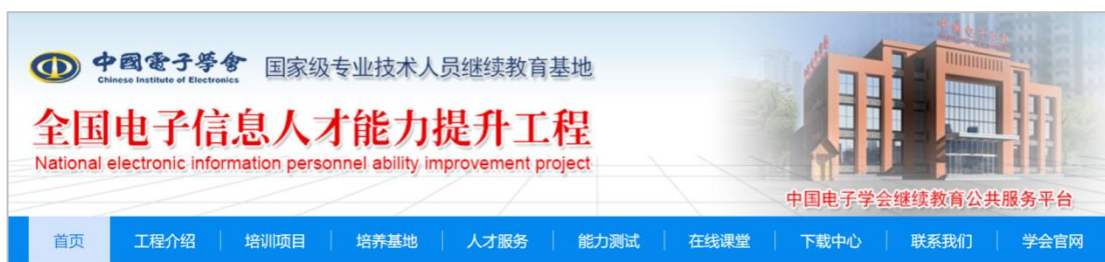 中國電子學會 国家级专业技术人员继续教育基地
Chinese Institute of Electronics
全国电子信息人才能力提升工程
National electronic information personnel ability improvement project
中国电子学会继续教育公共服务平台
首页 工程介绍 培训项目 培养基地 人才服务 能力测试 在线课堂 下载中心 联系我们 学会官网